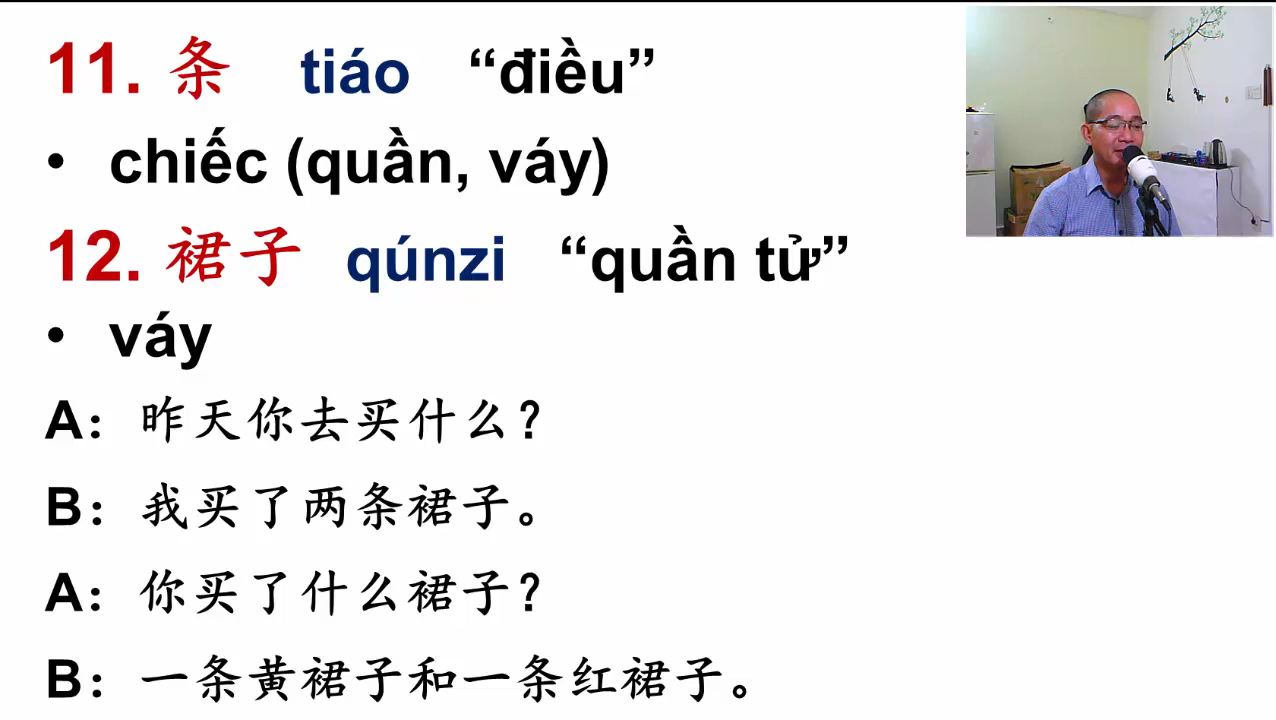 11. 条 tiáo “điều”
• chiếc (quần, váy)
12. 裙子 qúnzi “quần tử”
• váy
A：昨天你去买什么？
B：我买了两条裙子。
A：你买了什么裙子？
B：一条黄裙子和一条红裙子。